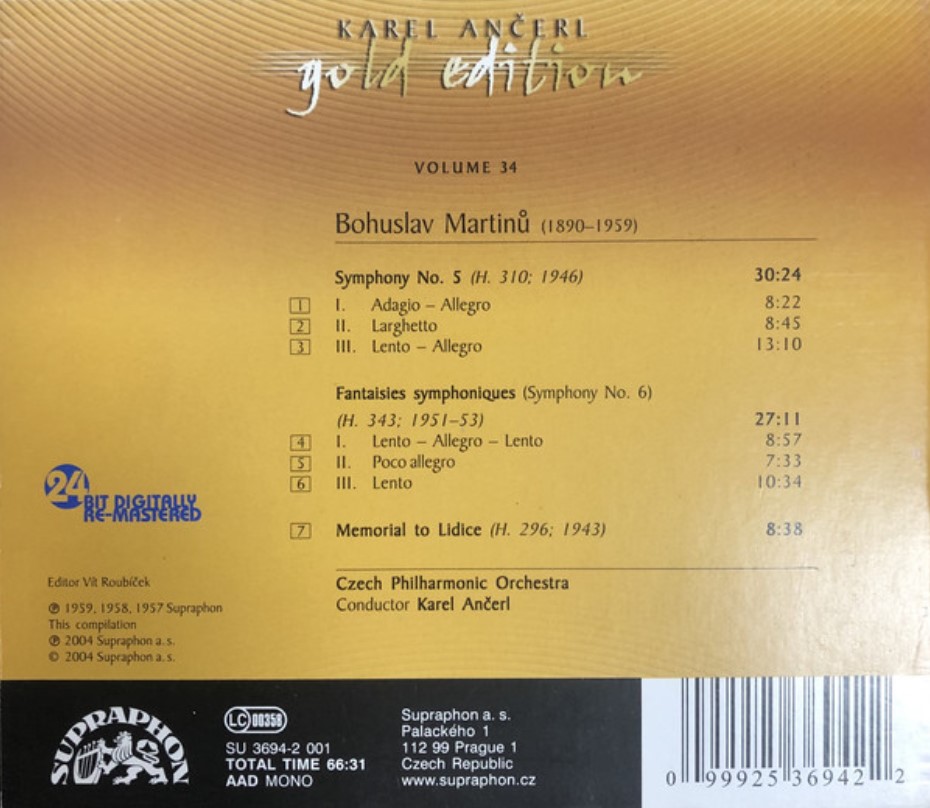 KAREL ANČERL
gold edition
VOLUME 34
Bohuslav Martinů (1890–1959)
Symphony No. 5 (H. 310; 1946) 30:24
1 I. Adagio – Allegro 8:22
2 II. Larghetto 8:45
3 III. Lento – Allegro 13:10
Fantaisies symphoniques (Symphony No. 6)
(H. 343; 1951–53) 27:11
4 I. Lento – Allegro – Lento 8:57
5 II. Poco allegro 7:33
6 III. Lento 10:34
7 Memorial to Lidice (H. 296; 1943) 8:38
24
BIT DIGITALLY
RE-MASTERED
Czech Philharmonic Orchestra
Conductor Karel Ančerl
Editor Vít Roubíček
℗ 1959, 1958, 1957 Supraphon
This compilation
℗ 2004 Supraphon a. s.
© 2004 Supraphon a. s.
SUPRAPHON
LC 00358
SU 3694-2 001
TOTAL TIME 66:31
AAD MONO
Supraphon a. s.
Palackého 1
112 99 Prague 1
Czech Republic
www.supraphon.cz
0 99925 36942 2